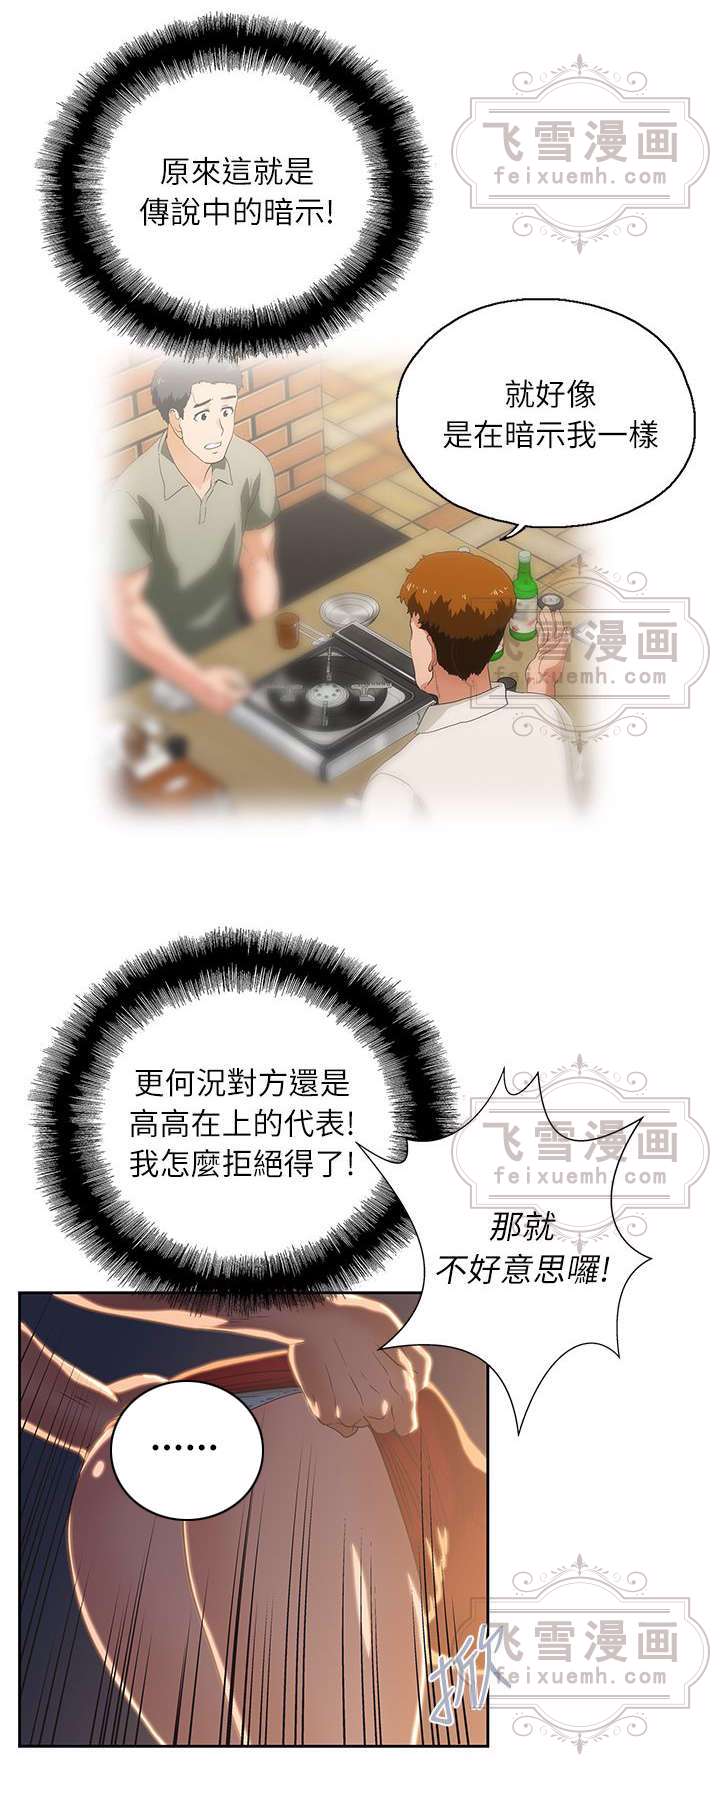 飞雪漫画
feixuemh.com
原來這就是
傳說中的暗示!
就好像
是在暗示我一樣
飞雪漫画
feixuemh.com
更何況對方還是
高高在上的代表!
我怎麼拒絕得了!
飞雪漫画
feixuemh.com
那就
不好意思囉!
……
飞雪漫画
feixuemh.com
掀